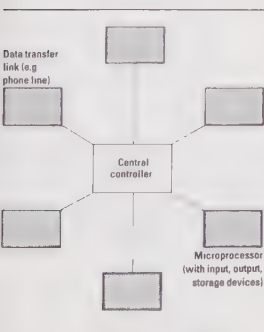 Data transfer
link (e.g
phone line)
Central
controller
Microprocessor
(with input, output,
storage devices)